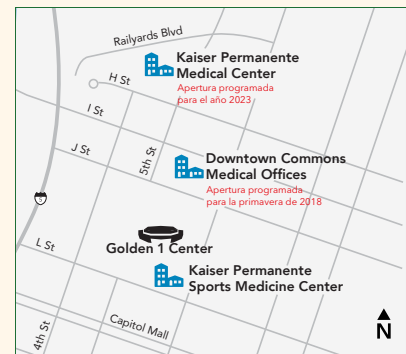 Railyards Blvd
Kaiser Permanente
Medical Center
Apertura programada
para el año 2023
H St
I St
J St
5th St
Downtown Commons
Medical Offices
Apertura programada
para la primavera de 2018
5
L St
Golden 1 Center
Kaiser Permanente
Sports Medicine Center
Capitol Mall
4th St
N